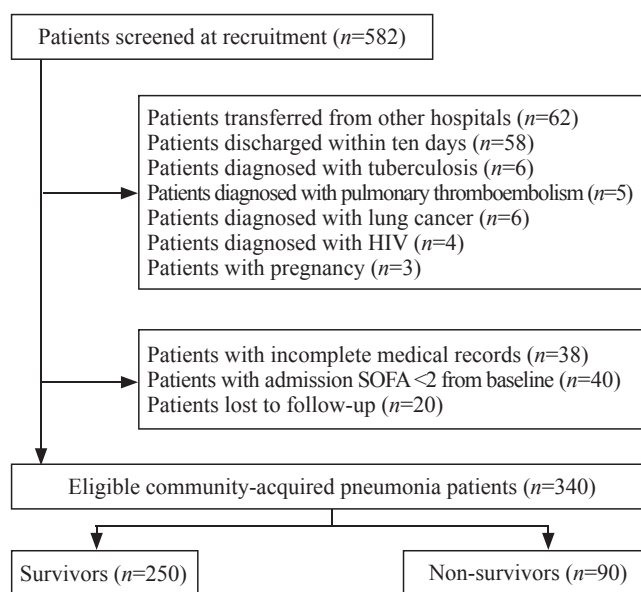 Patients screened at recruitment (n=582)
Patients transferred from other hospitals (n=62)
Patients discharged within ten days (n=58)
Patients diagnosed with tuberculosis (n=6)
Patients diagnosed with pulmonary thromboembolism (n=5)
Patients diagnosed with lung cancer (n=6)
Patients diagnosed with HIV (n=4)
Patients with pregnancy (n=3)
Patients with incomplete medical records (n=38)
Patients with admission SOFA <2 from baseline (n=40)
Patients lost to follow-up (n=20)
Eligible community-acquired pneumonia patients (n=340)
Survivors (n=250)
Non-survivors (n=90)